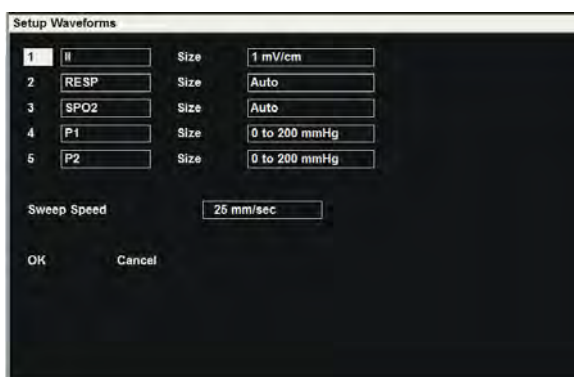 Setup Waveforms
1 II Size 1 mV/cm
2 RESP Size Auto
3 SPO2 Size Auto
4 P1 Size 0 to 200 mmHg
5 P2 Size 0 to 200 mmHg
Sweep Speed 25 mm/sec
OK Cancel